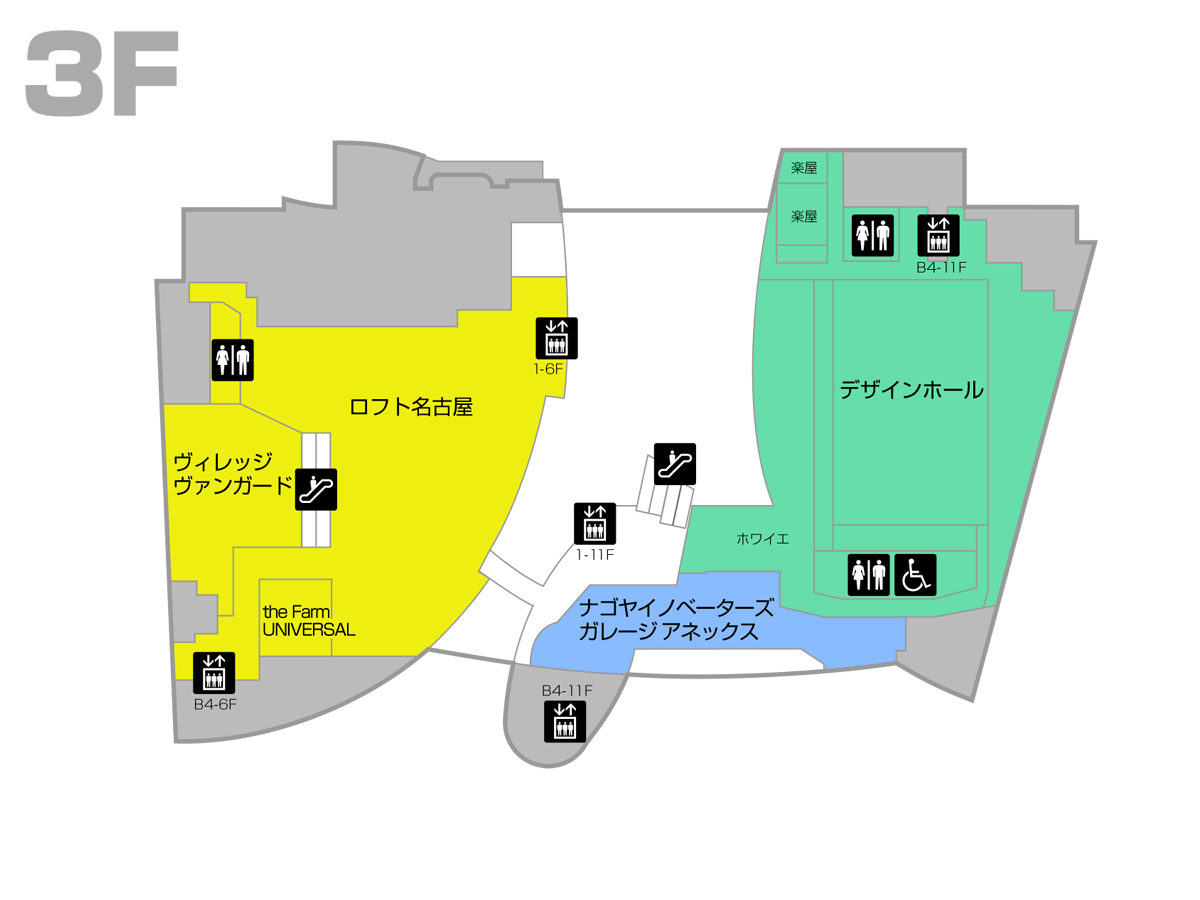 3F
楽屋
楽屋
B4-11F
1-6F
デザインホール
ロフト名古屋
ヴィレッジ
ヴァンガード
ホワイエ
1-11F
the Farm
UNIVERSAL
ナゴヤイノベーターズ
ガレージ アネックス
B4-6F
B4-11F